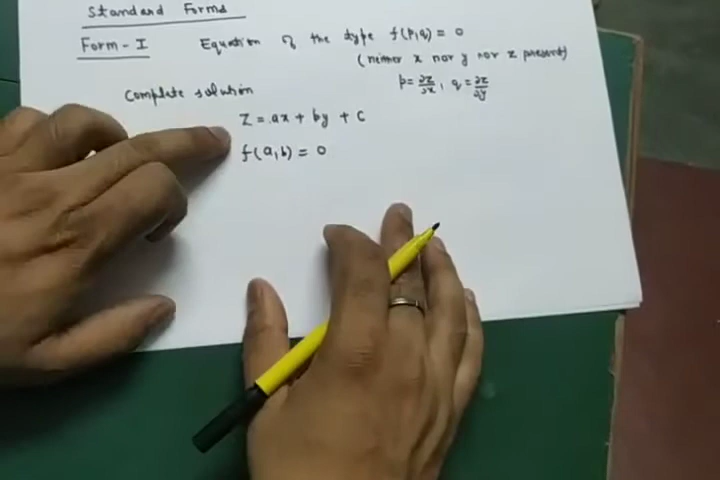 Standard Forms
Form - I Equation of the type f(p,q) = 0
(neither x nor y nor z present)
p = ∂z/∂x, q = ∂z/∂y
Complete solution
z = ax + by + c
f(a,b) = 0